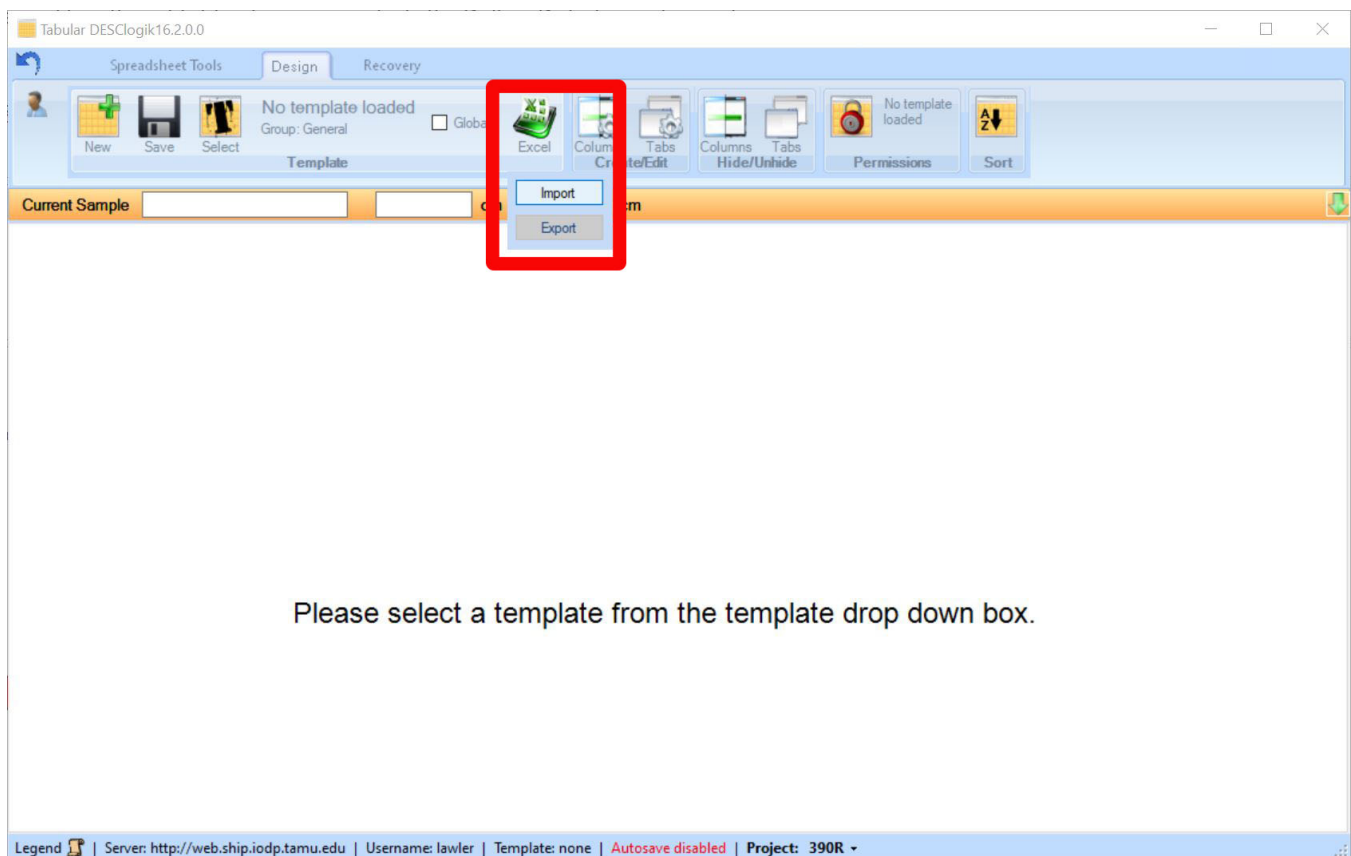 Tabular DESClogik16.2.0.0
Spreadsheet Tools Design Recovery
No template loaded
Group: General
No template
loaded
New Save Select Excel Tabs Columns Tabs
Template Hide/Unhide Permissions Sort
Current Sample cm
Import
Export
Please select a template from the template drop down box.
Legend | Server: http://web.ship.iodp.tamu.edu | Username: lawler | Template: none | Autosave disabled | Project: 390R